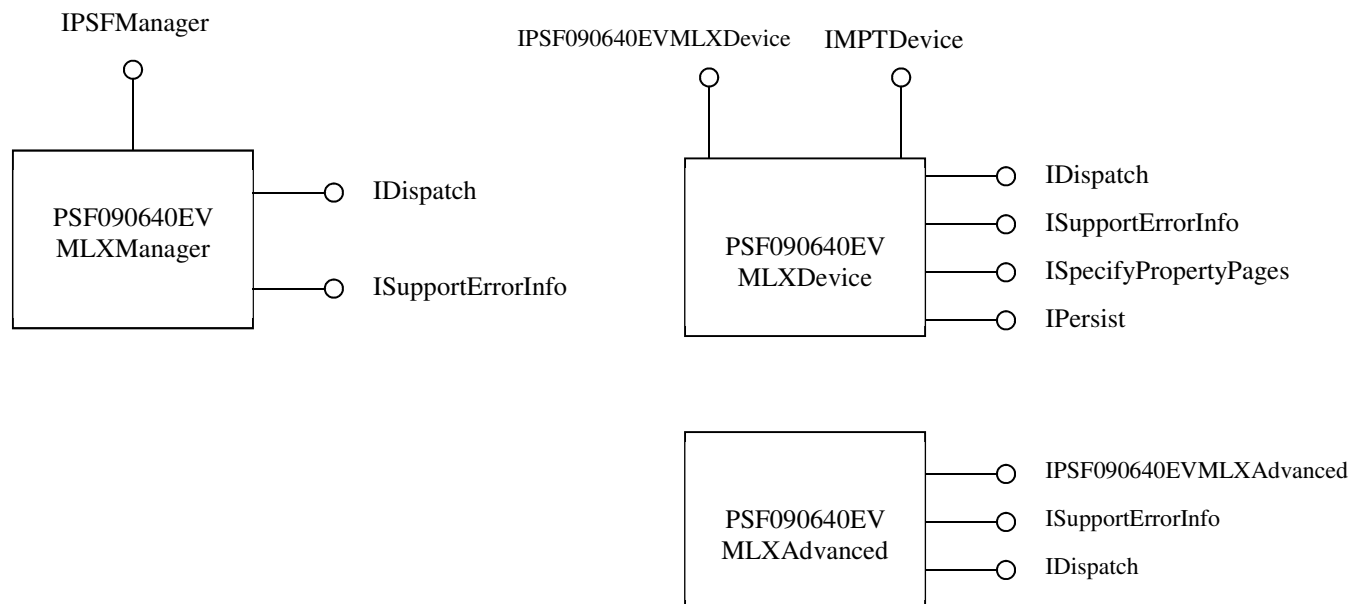 IPSFManager
PSF090640EV
MLXManager
IDispatch
ISupportErrorInfo
IPSF090640EVMLXDevice
IMPTDevice
PSF090640EV
MLXDevice
IDispatch
ISupportErrorInfo
ISpecifyPropertyPages
IPersist
PSF090640EV
MLXAdvanced
IPSF090640EVMLXAdvanced
ISupportErrorInfo
IDispatch